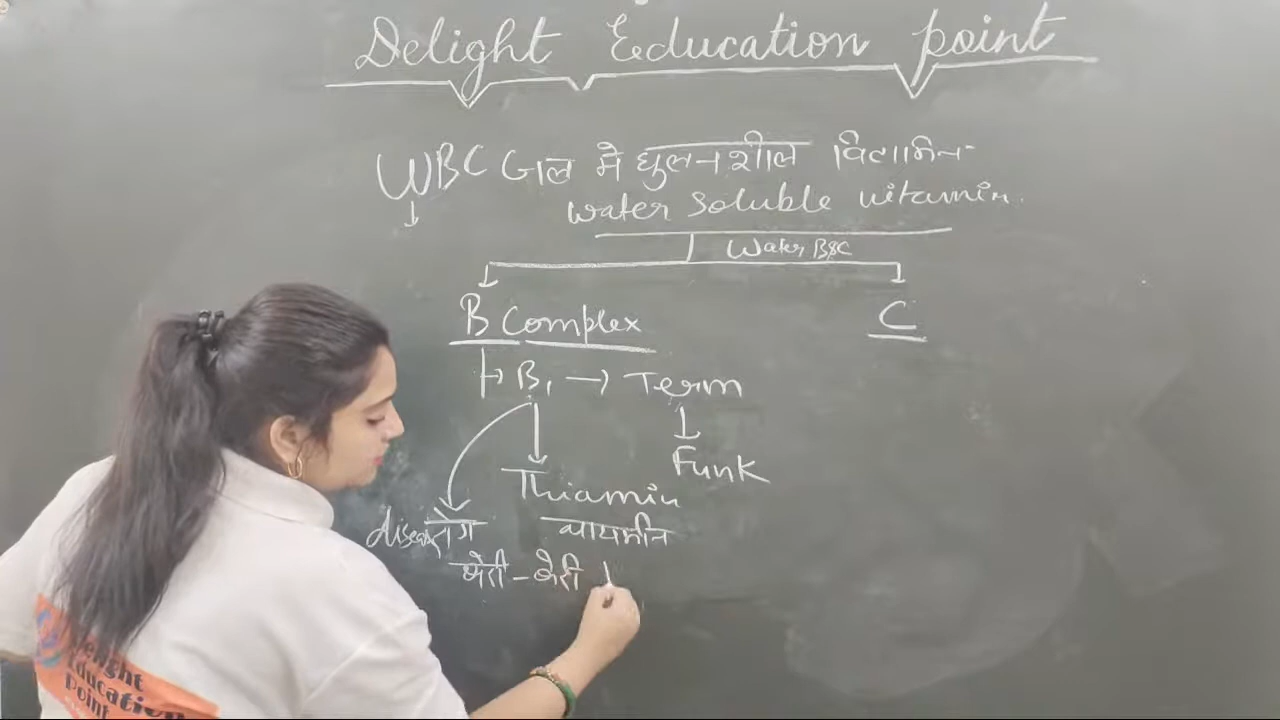 Delight Education point
WBC जल में घुलनशील विटामिन
water soluble vitamin
Water B&C
B Complex
C
B1 → Term
Funk
Thiamin
disease रोग
थायमीन
बेरी - बेरी
Delight
Education
Point